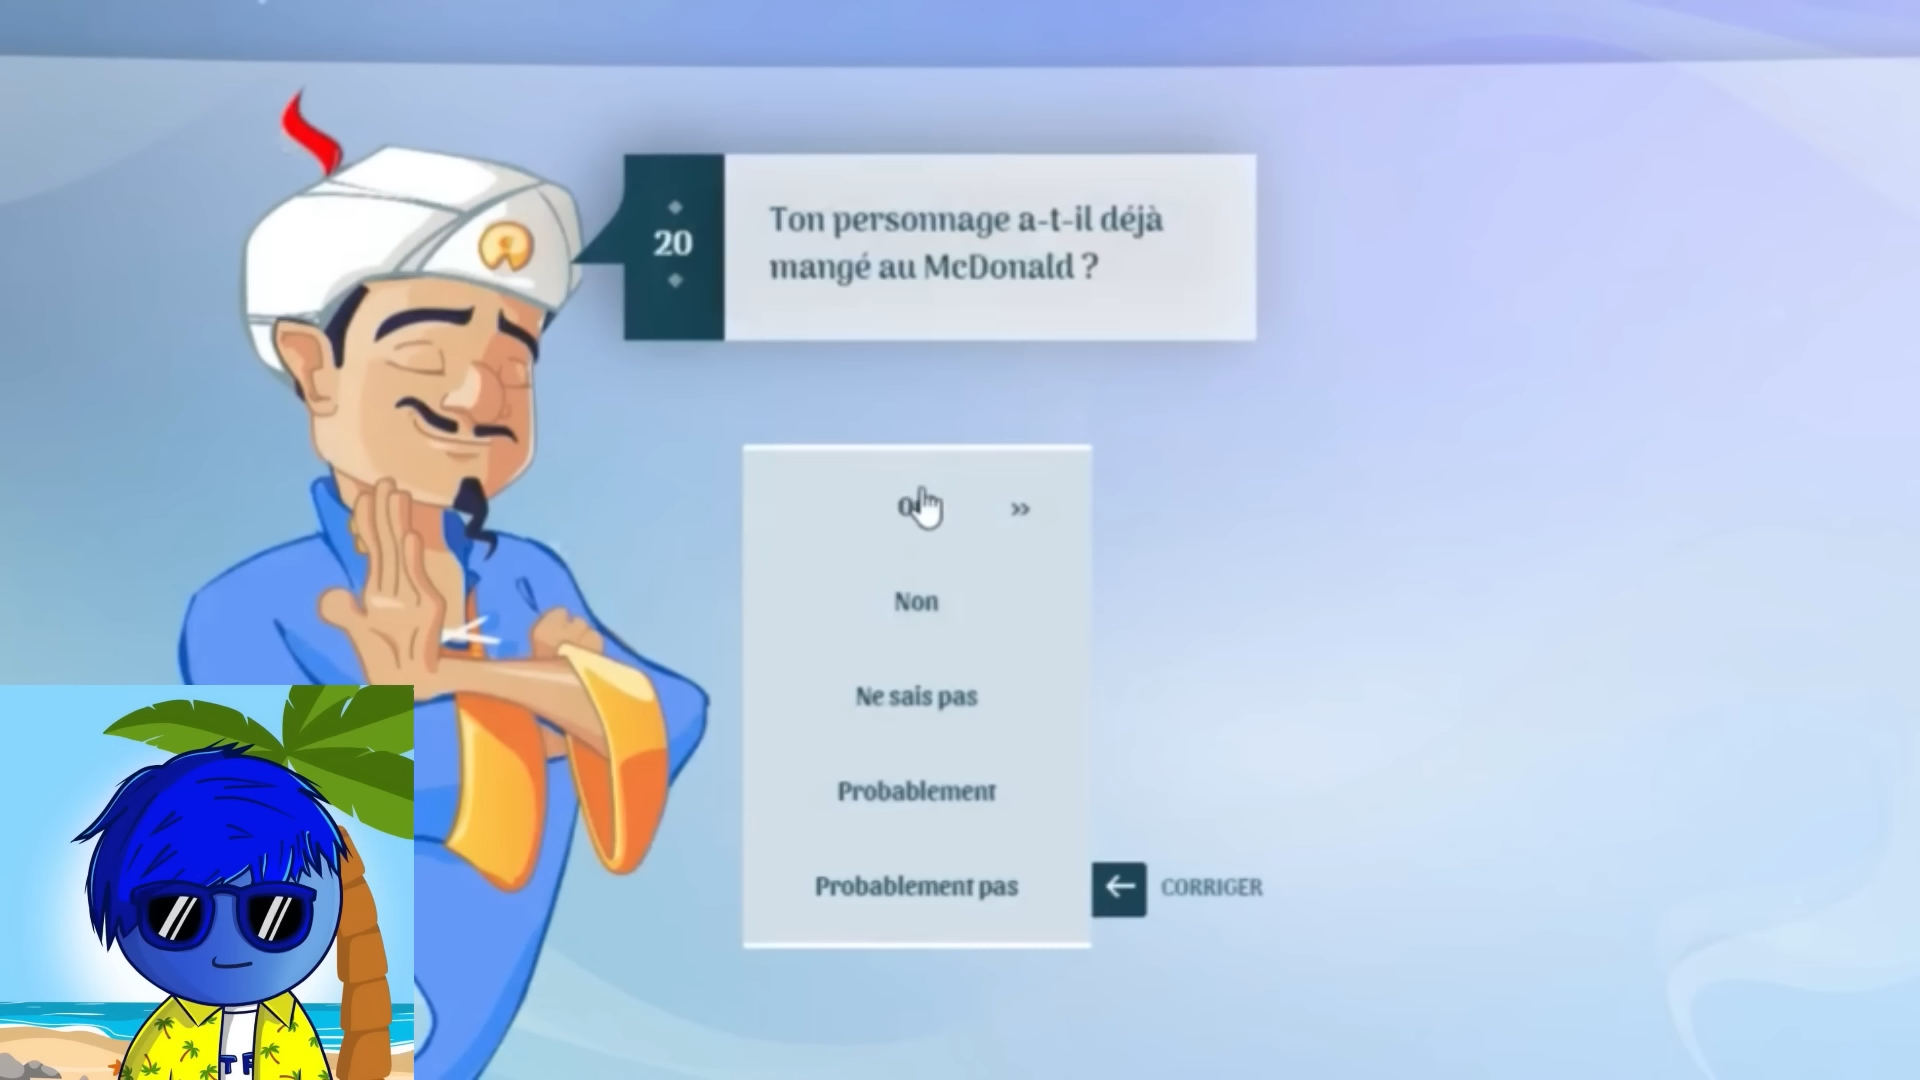 20
Ton personnage a-t-il déjà
mangé au McDonald ?
»
Non
Ne sais pas
Probablement
Probablement pas
CORRIGER